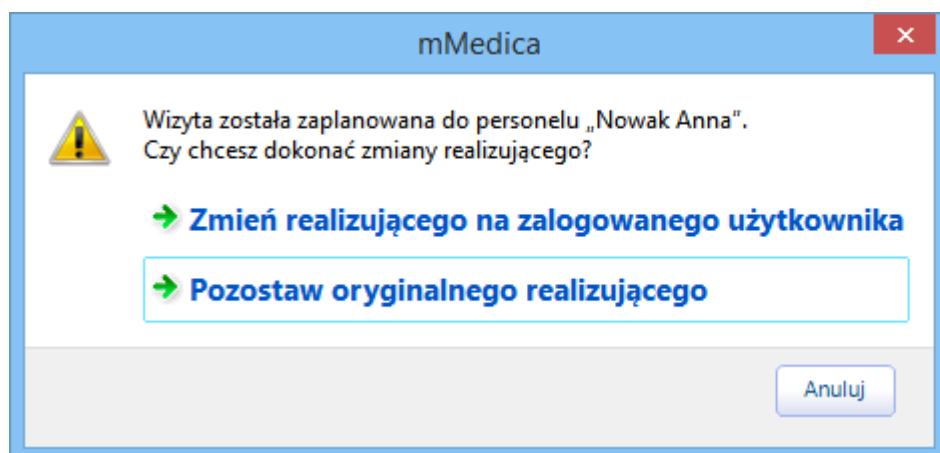 mMedica
Wizyta została zaplanowana do personelu „Nowak Anna”.
Czy chcesz dokonać zmiany realizującego?
Zmień realizującego na zalogowanego użytkownika
Pozostaw oryginalnego realizującego
Anuluj